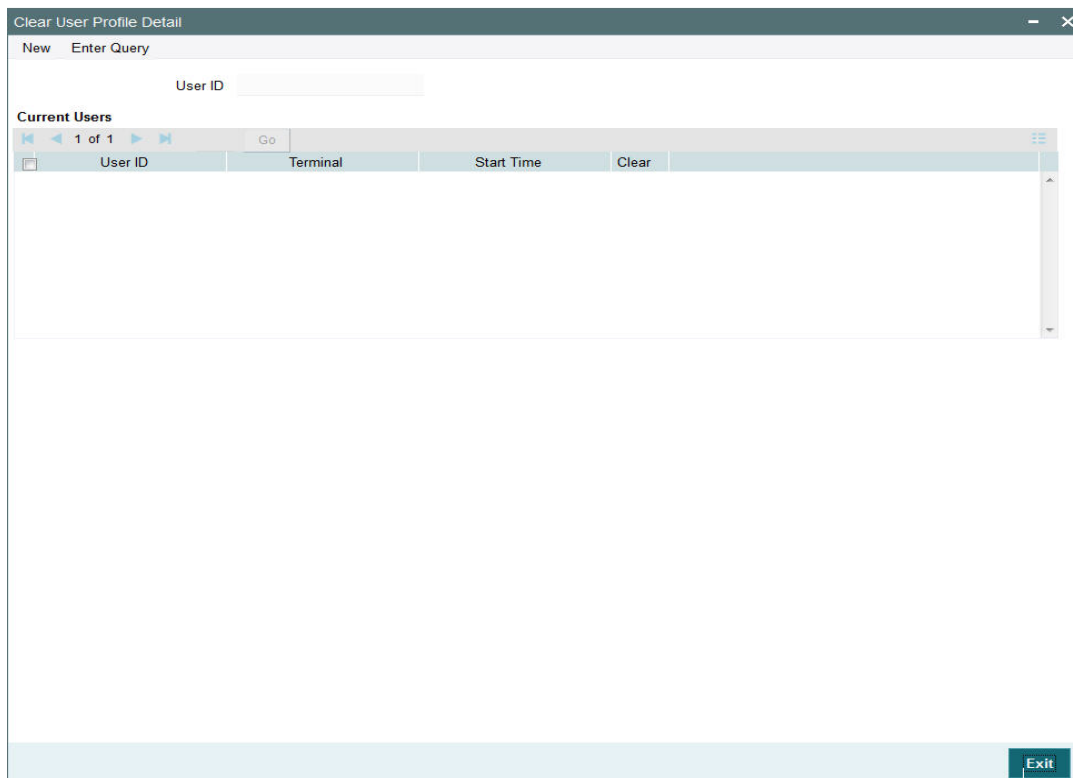 Clear User Profile Detail
New Enter Query
User ID
Current Users
1 of 1 Go
User ID Terminal Start Time Clear
Exit